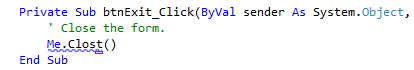 Private Sub btnExit_Click(ByVal sender As System.Object,
' Close the form.
Me.Clost()
End Sub